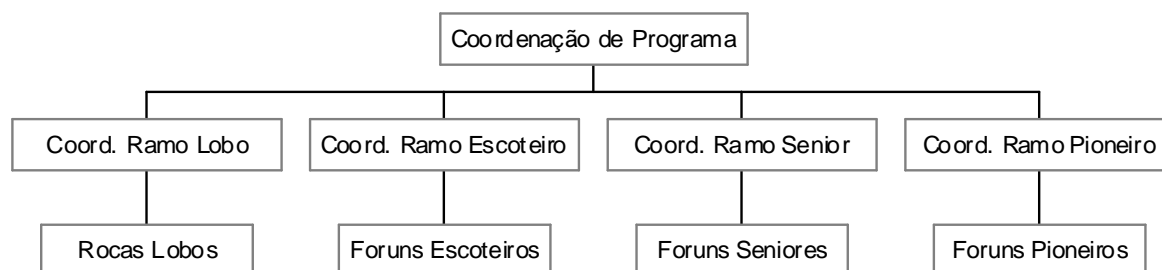 Coordenação de Programa
Coord. Ramo Lobo
Coord. Ramo Escoteiro
Coord. Ramo Senior
Coord. Ramo Pioneiro
Rocas Lobos
Foruns Escoteiros
Foruns Seniores
Foruns Pioneiros